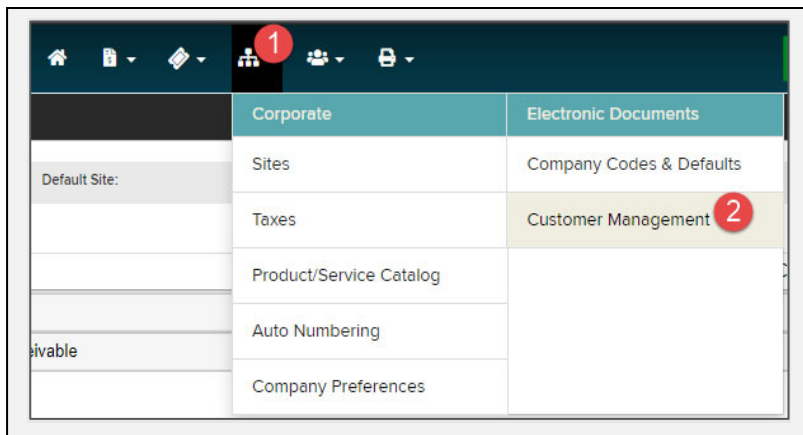 1
Corporate
Electronic Documents
Default Site:
Sites
Company Codes & Defaults
Taxes
Customer Management 2
Product/Service Catalog
Auto Numbering
eivable
Company Preferences